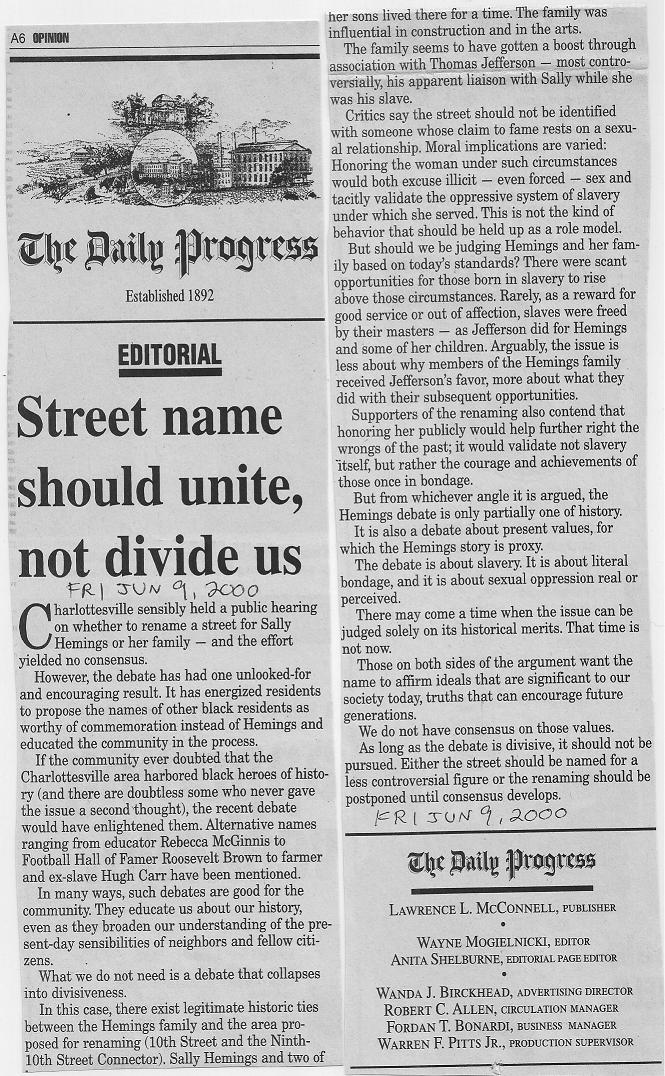 A6 OPINION
The Daily Progress
Established 1892
EDITORIAL
Street name
should unite,
not divide us
FRI JUN 9, 2000
Charlottesville sensibly held a public hearing
on whether to rename a street for Sally
Hemings or her family — and the effort
yielded no consensus.
However, the debate has had one unlooked-for
and encouraging result. It has energized residents
to propose the names of other black residents as
worthy of commemoration instead of Hemings and
educated the community in the process.
If the community ever doubted that the
Charlottesville area harbored black heroes of histo-
ry (and there are doubtless some who never gave
the issue a second thought), the recent debate
would have enlightened them. Alternative names
ranging from educator Rebecca McGinnis to
Football Hall of Famer Roosevelt Brown to farmer
and ex-slave Hugh Carr have been mentioned.
In many ways, such debates are good for the
community. They educate us about our history,
even as they broaden our understanding of the pre-
sent-day sensibilities of neighbors and fellow citi-
zens.
What we do not need is a debate that collapses
into divisiveness.
In this case, there exist legitimate historic ties
between the Hemings family and the area pro-
posed for renaming (10th Street and the Ninth-
10th Street Connector). Sally Hemings and two of
her sons lived there for a time. The family was
influential in construction and in the arts.
The family seems to have gotten a boost through
association with Thomas Jefferson — most contro-
versially, his apparent liaison with Sally while she
was his slave.
Critics say the street should not be identified
with someone whose claim to fame rests on a sexu-
al relationship. Moral implications are varied:
Honoring the woman under such circumstances
would both excuse illicit — even forced — sex and
tacitly validate the oppressive system of slavery
under which she served. This is not the kind of
behavior that should be held up as a role model.
But should we be judging Hemings and her fam-
ily based on today's standards? There were scant
opportunities for those born in slavery to rise
above those circumstances. Rarely, as a reward for
good service or out of affection, slaves were freed
by their masters — as Jefferson did for Hemings
and some of her children. Arguably, the issue is
less about why members of the Hemings family
received Jefferson's favor, more about what they
did with their subsequent opportunities.
Supporters of the renaming also contend that
honoring her publicly would help further right the
wrongs of the past; it would validate not slavery
itself, but rather the courage and achievements of
those once in bondage.
But from whichever angle it is argued, the
Hemings debate is only partially one of history.
It is also a debate about present values, for
which the Hemings story is proxy.
The debate is about slavery. It is about literal
bondage, and it is about sexual oppression real or
perceived.
There may come a time when the issue can be
judged solely on its historical merits. That time is
not now.
Those on both sides of the argument want the
name to affirm ideals that are significant to our
society today, truths that can encourage future
generations.
We do not have consensus on those values.
As long as the debate is divisive, it should not be
pursued. Either the street should be named for a
less controversial figure or the renaming should be
postponed until consensus develops.
FRI JUN 9, 2000
The Daily Progress
LAWRENCE L. MCCONNELL, PUBLISHER
•
WAYNE MOGIELNICKI, EDITOR
ANITA SHELBURNE, EDITORIAL PAGE EDITOR
•
WANDA J. BIRCKHEAD, ADVERTISING DIRECTOR
ROBERT C. ALLEN, CIRCULATION MANAGER
FORDAN T. BONARDI, BUSINESS MANAGER
WARREN F. PITTS JR., PRODUCTION SUPERVISOR